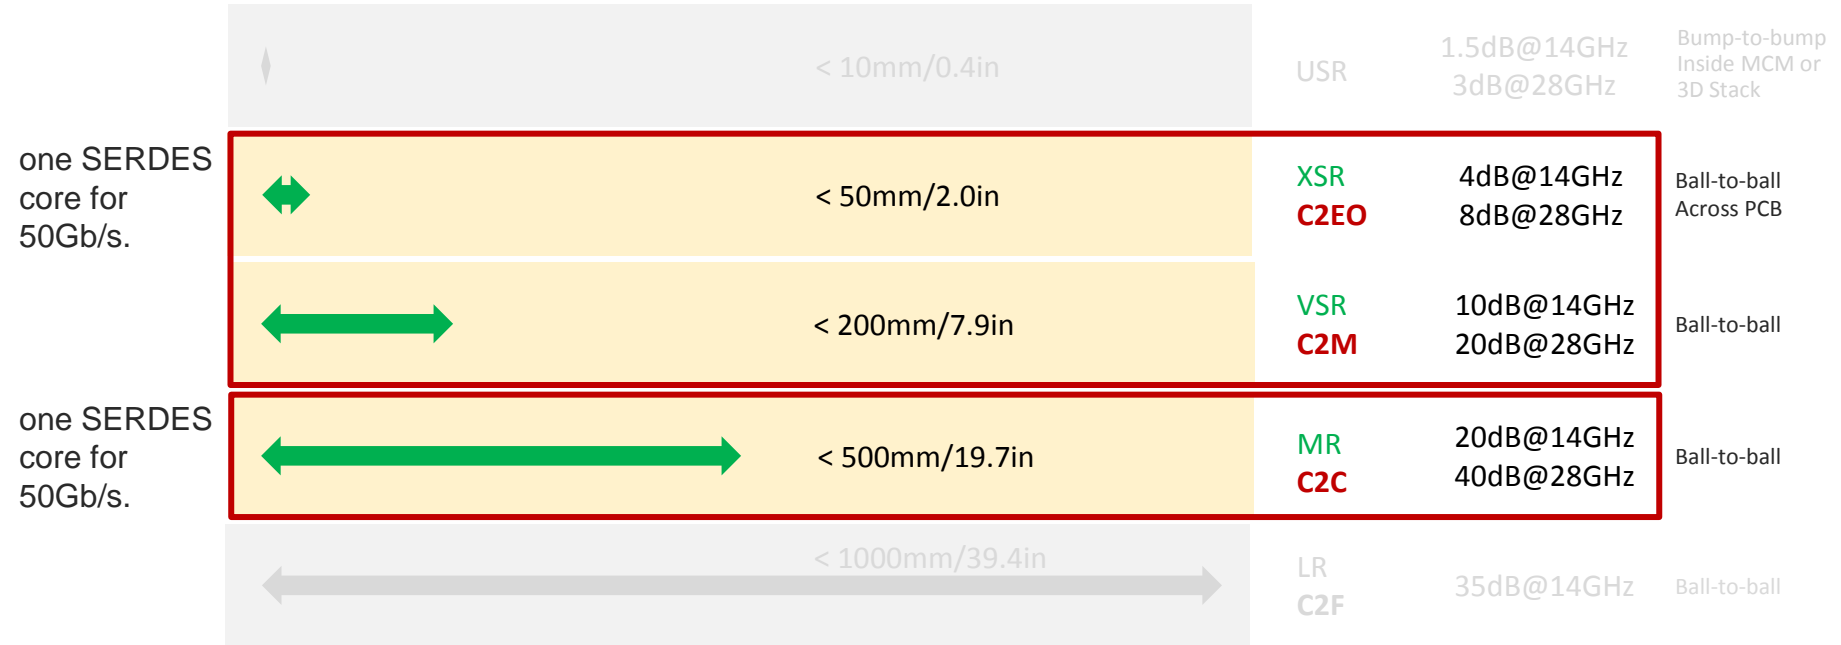 < 10mm/0.4in
USR
1.5dB@14GHz
3dB@28GHz
Bump-to-bump
Inside MCM or
3D Stack
one SERDES
core for
50Gb/s.
< 50mm/2.0in
XSR
C2EO
4dB@14GHz
8dB@28GHz
Ball-to-ball
Across PCB
< 200mm/7.9in
VSR
C2M
10dB@14GHz
20dB@28GHz
Ball-to-ball
one SERDES
core for
50Gb/s.
< 500mm/19.7in
MR
C2C
20dB@14GHz
40dB@28GHz
Ball-to-ball
< 1000mm/39.4in
LR
C2F
35dB@14GHz
Ball-to-ball